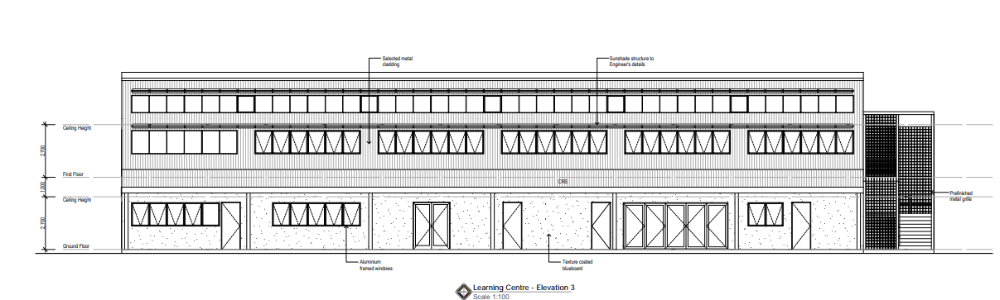 Selected metal
cladding
Sunshade structure to
Engineer's details
Ceiling Height
2,700
First Floor
CRS
1,000
Ceiling Height
Prefinished
metal grille
2,700
Ground Floor
Aluminium
framed windows
Texture coated
blueboard
Learning Centre - Elevation 3
Scale 1:100